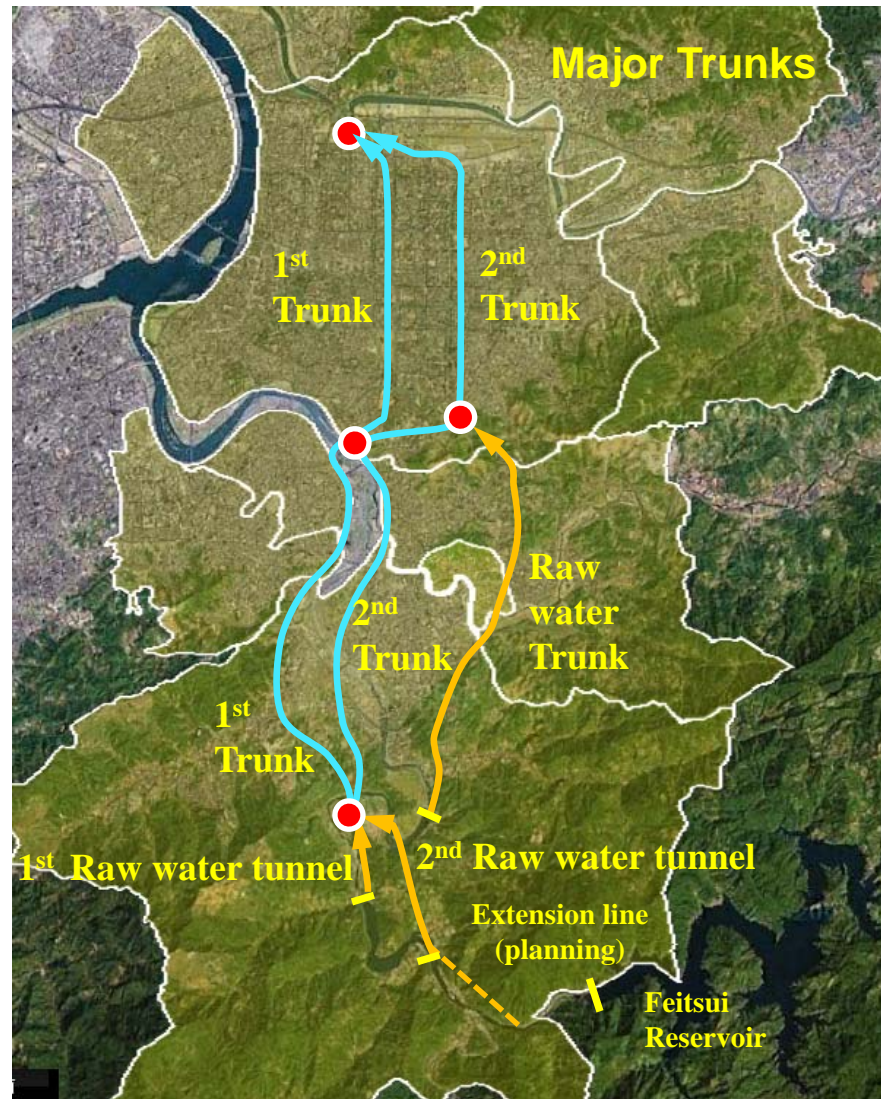 Major Trunks
1st
Trunk
2nd
Trunk
Raw
water
Trunk
2nd
Trunk
1st
Trunk
1st Raw water tunnel
2nd Raw water tunnel
Extension line
(planning)
Feitsui
Reservoir